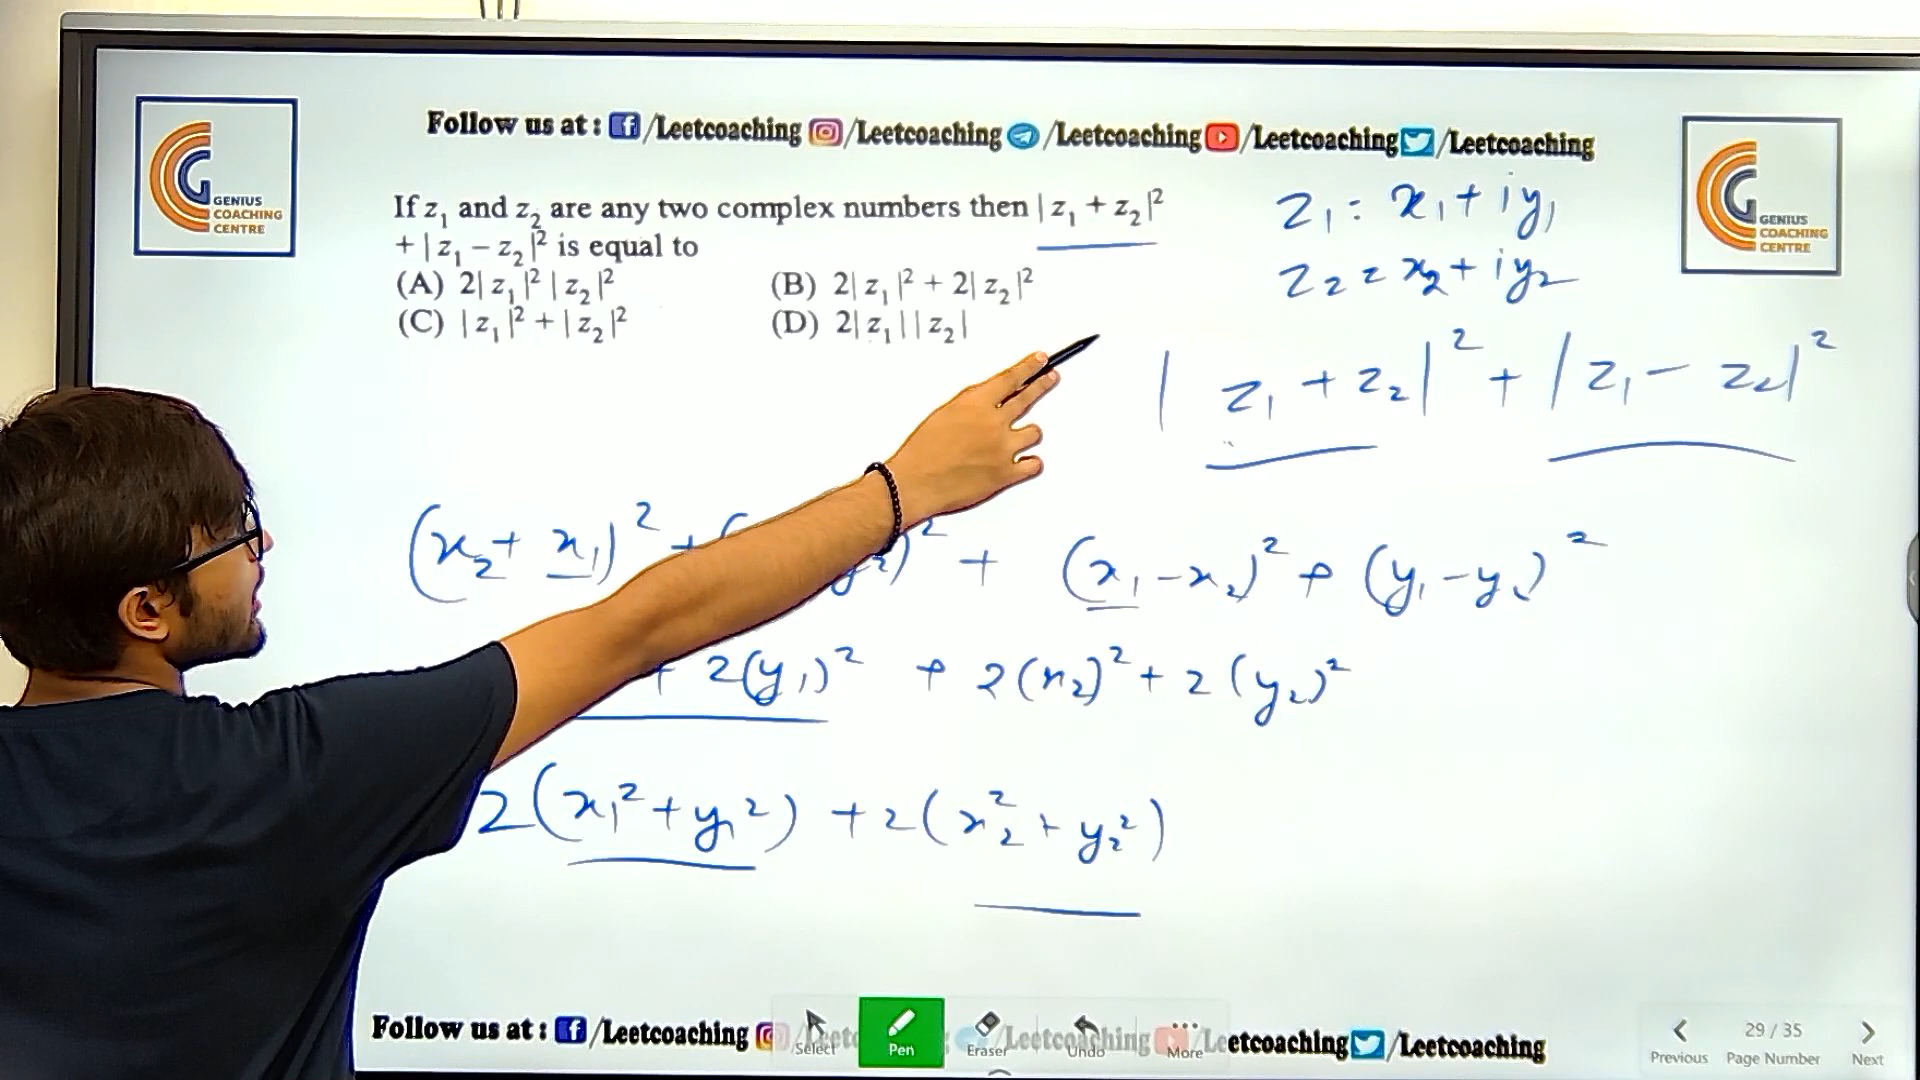 GENIUS
COACHING
CENTRE
Follow us at : /Leetcoaching /Leetcoaching /Leetcoaching /Leetcoaching /Leetcoaching
GENIUS
COACHING
CENTRE
If z₁ and z₂ are any two complex numbers then |z₁ + z₂|²
+ |z₁ − z₂|² is equal to
(A) 2|z₁|² |z₂|² (B) 2|z₁|² + 2|z₂|²
(C) |z₁|² + |z₂|² (D) 2|z₁||z₂|
z₁ = x₁ + iy₁
z₂ = x₂ + iy₂
|z₁ + z₂|² + |z₁ − z₂|²
(x₂ + x₁)² + ( )² + (x₁ − x₂)² + (y₁ − y₂)²
+ 2(y₁)² + 2(x₂)² + 2(y₂)²
2(x₁² + y₁²) + 2(x₂² + y₂²)
Follow us at : /Leetcoaching /Leetcoaching
Select Pen Eraser Undo More
29 / 35
Previous Page Number Next